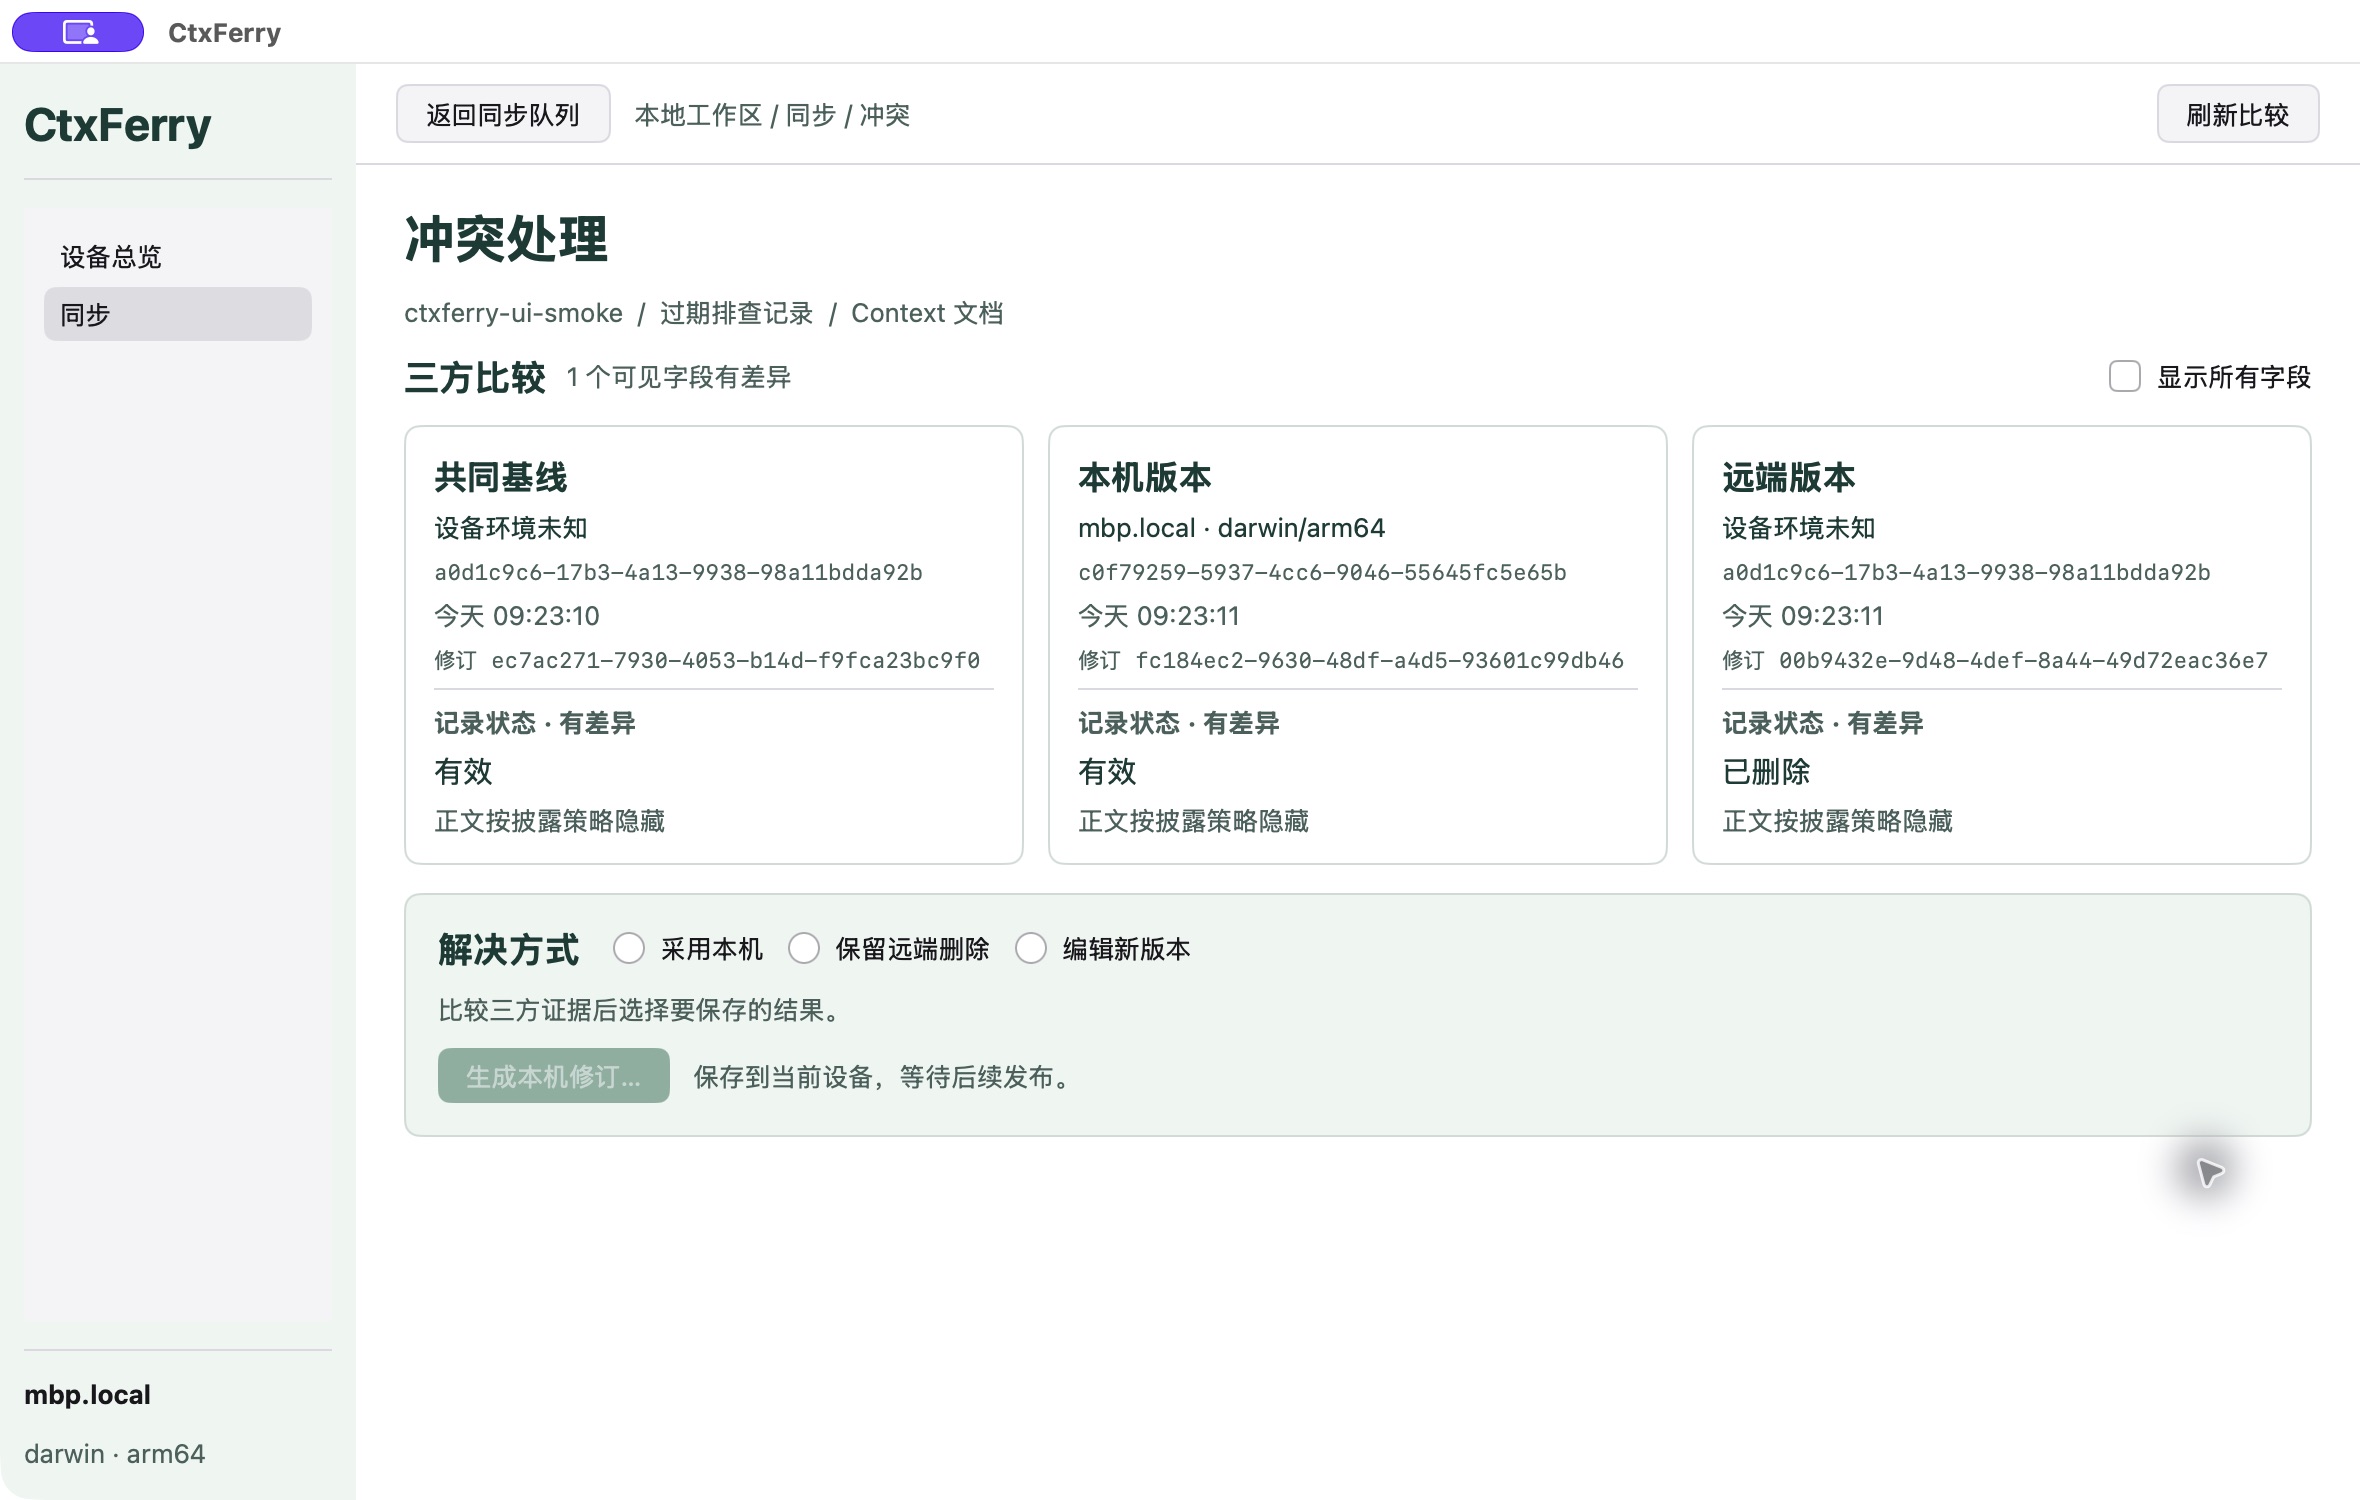 CtxFerry
CtxFerry
设备总览
同步
mbp.local
darwin · arm64
返回同步队列
本地工作区 / 同步 / 冲突
刷新比较
冲突处理
ctxferry-ui-smoke / 过期排查记录 / Context 文档
三方比较 1 个可见字段有差异
显示所有字段
共同基线
设备环境未知
a0d1c9c6-17b3-4a13-9938-98a11bdda92b
今天 09:23:10
修订 ec7ac271-7930-4053-b14d-f9fca23bc9f0
记录状态 · 有差异
有效
正文按披露策略隐藏
本机版本
mbp.local · darwin/arm64
c0f79259-5937-4cc6-9046-55645fc5e65b
今天 09:23:11
修订 fc184ec2-9630-48df-a4d5-93601c99db46
记录状态 · 有差异
有效
正文按披露策略隐藏
远端版本
设备环境未知
a0d1c9c6-17b3-4a13-9938-98a11bdda92b
今天 09:23:11
修订 00b9432e-9d48-4def-8a44-49d72eac36e7
记录状态 · 有差异
已删除
正文按披露策略隐藏
解决方式 采用本机 保留远端删除 编辑新版本
比较三方证据后选择要保存的结果。
生成本机修订... 保存到当前设备，等待后续发布。